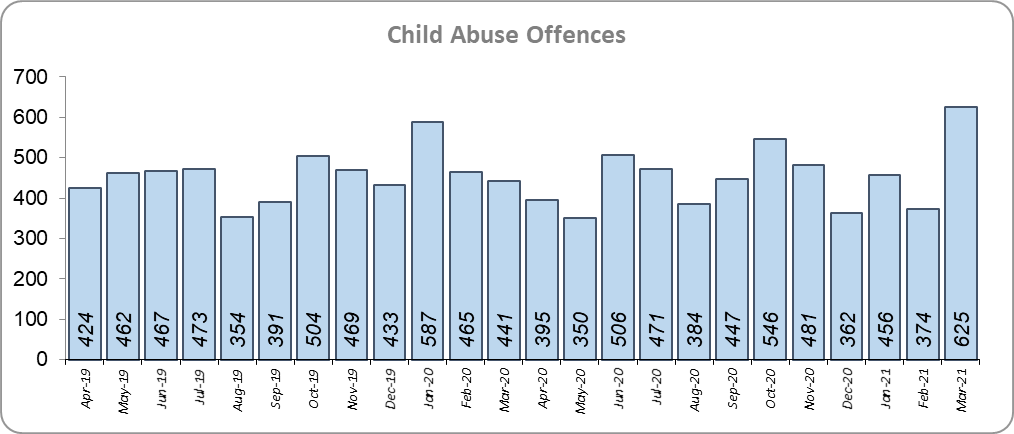 Child Abuse Offences
700
600
500
400
300
200
100
0
424 462 467 473 354 391 504 469 433 587 465 441 395 350 506 471 384 447 546 481 362 456 374 625
Apr-19 May-19 Jun-19 Jul-19 Aug-19 Sep-19 Oct-19 Nov-19 Dec-19 Jan-20 Feb-20 Mar-20 Apr-20 May-20 Jun-20 Jul-20 Aug-20 Sep-20 Oct-20 Nov-20 Dec-20 Jan-21 Feb-21 Mar-21